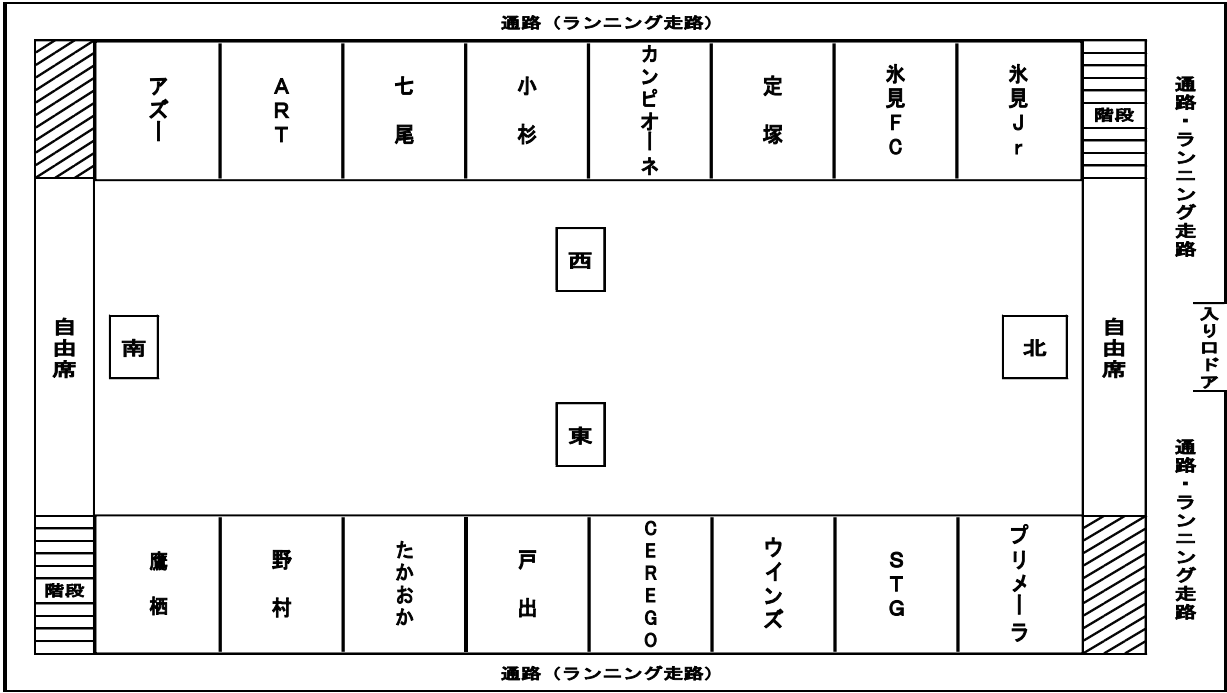 通路（ランニング走路）
アズー
ART
七尾
小杉
カンピオーネ
定塚
氷見FC
氷見Jr
階段
通路・ランニング走路
西
自由席
南
北
自由席
入り口ドア
東
通路・ランニング走路
階段
鷹栖
野村
たかおか
戸出
CEREGO
ウインズ
STG
プリメーラ
通路（ランニング走路）